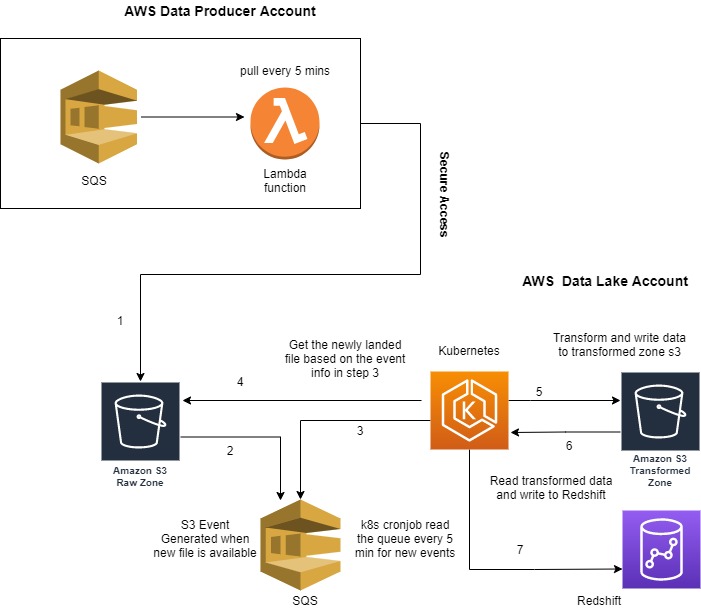 AWS Data Producer Account
pull every 5 mins
SQS
Lambda
function
Secure Access
AWS  Data Lake Account
1
Get the newly landed
file based on the event
info in step 3
Kubernetes
Transform and write data
to transformed zone s3
4
5
3
2
6
Amazon S3
Raw Zone
K
Amazon S3
Transformed
Zone
Read transformed data
and write to Redshift
S3 Event
Generated when
new file is available
k8s cronjob read
the queue every 5
min for new events
7
SQS
Redshift